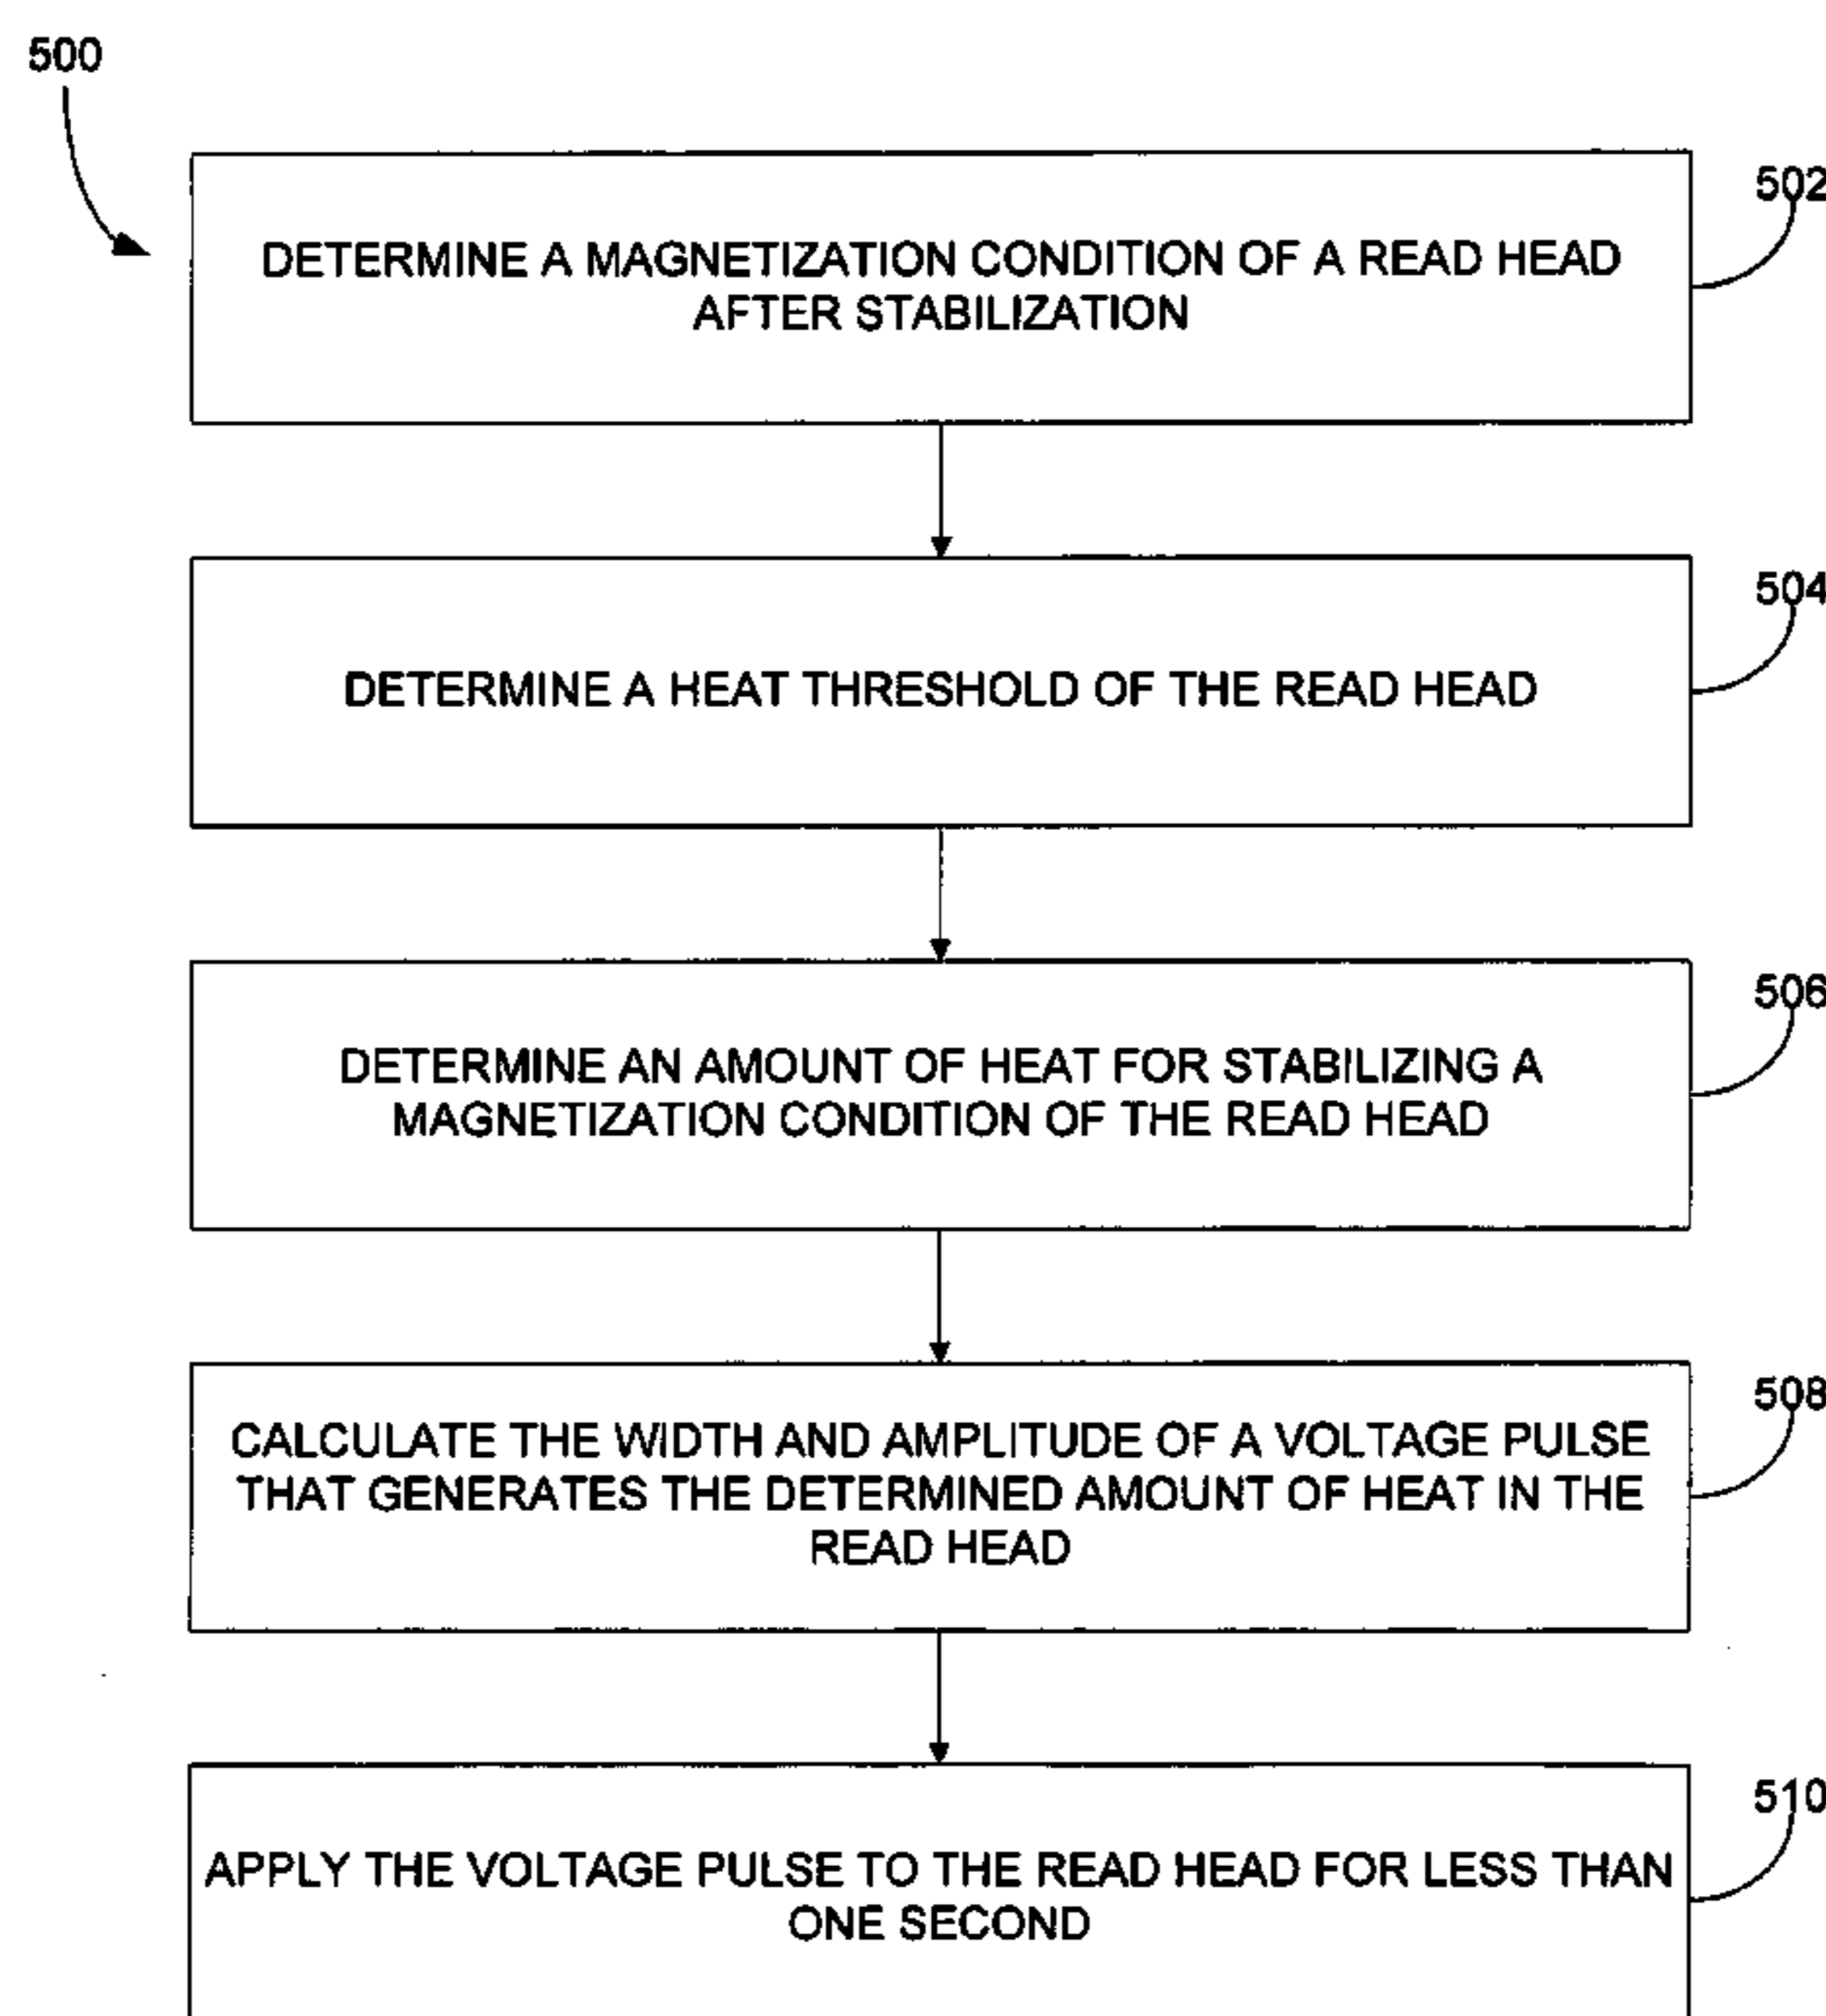 500
502
DETERMINE A MAGNETIZATION CONDITION OF A READ HEAD
AFTER STABILIZATION
504
DETERMINE A HEAT THRESHOLD OF THE READ HEAD
506
DETERMINE AN AMOUNT OF HEAT FOR STABILIZING A
MAGNETIZATION CONDITION OF THE READ HEAD
508
CALCULATE THE WIDTH AND AMPLITUDE OF A VOLTAGE PULSE
THAT GENERATES THE DETERMINED AMOUNT OF HEAT IN THE
READ HEAD
510
APPLY THE VOLTAGE PULSE TO THE READ HEAD FOR LESS THAN
ONE SECOND